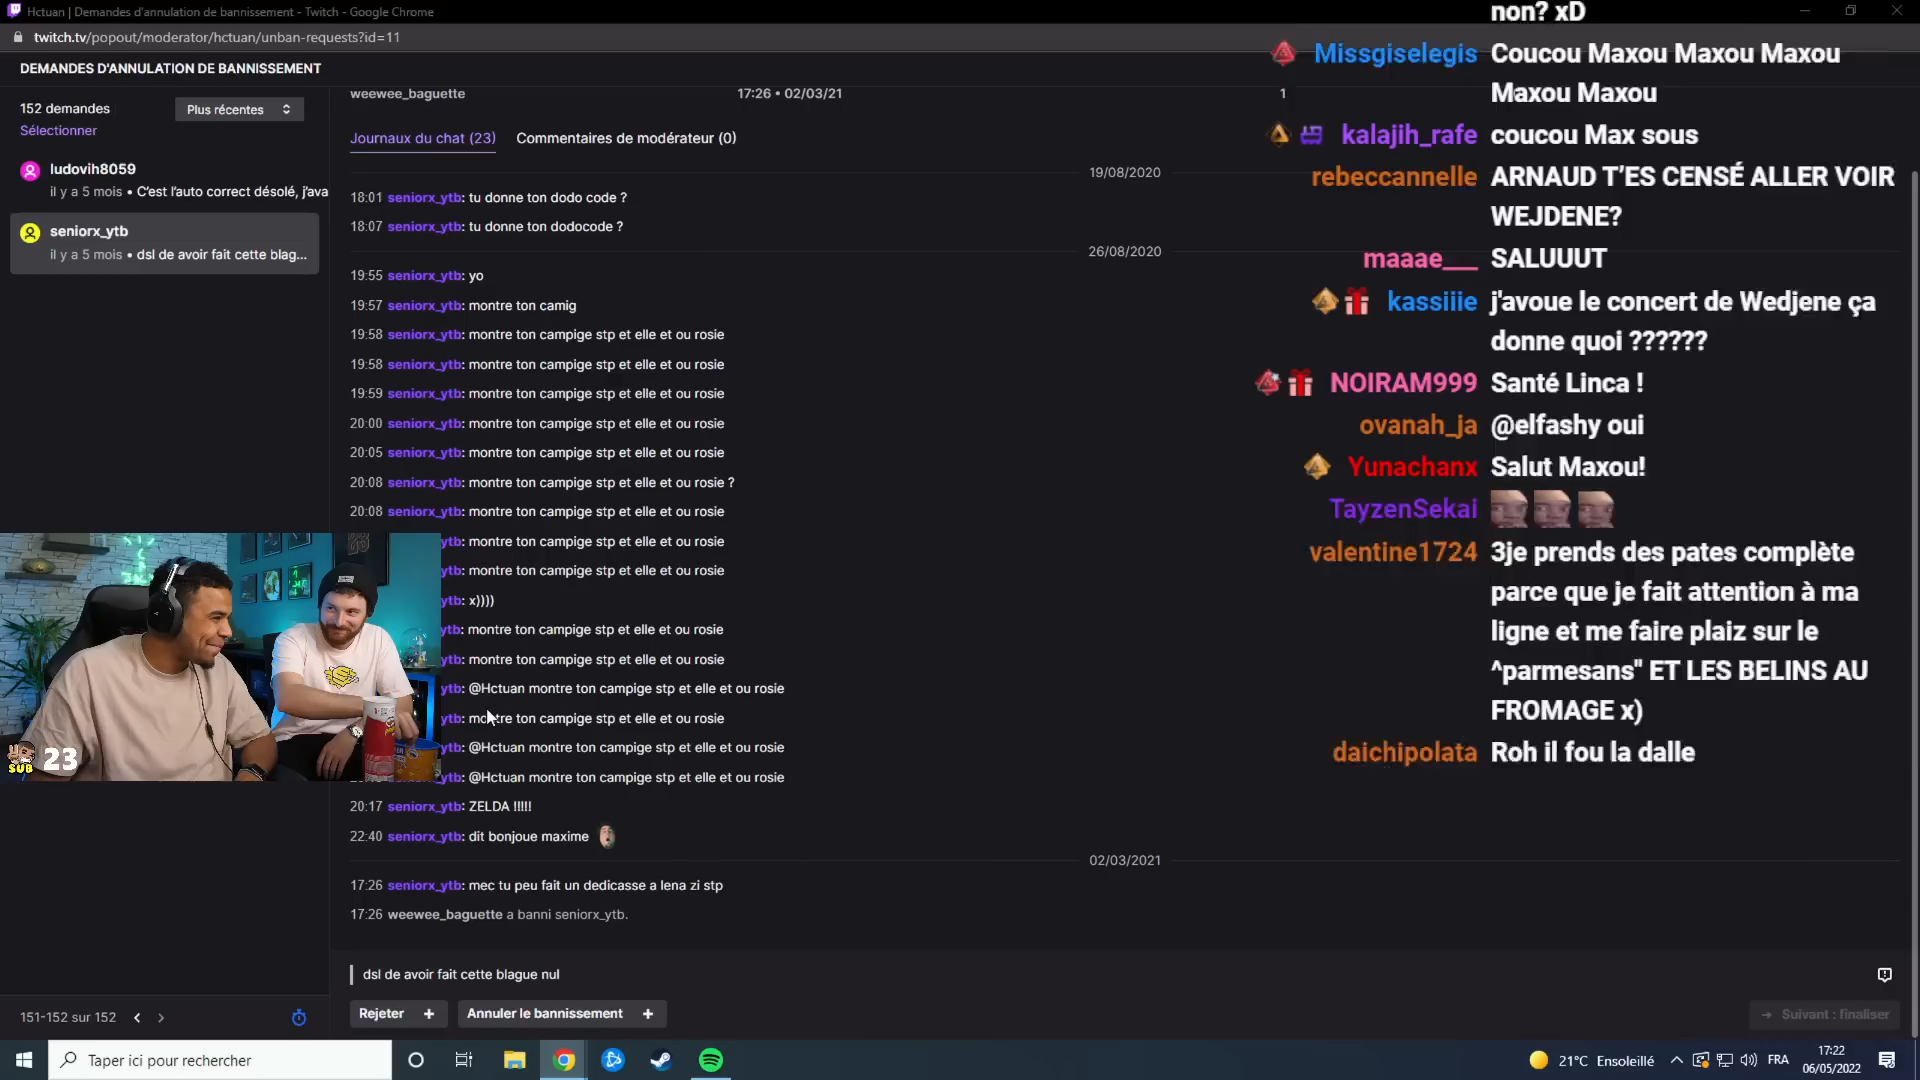 Hctuan | Demandes d'annulation de bannissement - Twitch - Google Chrome
twitch.tv/popout/moderator/hctuan/unban-requests?id=11
DEMANDES D'ANNULATION DE BANNISSEMENT
152 demandes
Plus récentes
Sélectionner
ludovih8059
il y a 5 mois • C'est l'auto correct désolé, j'ava
seniorx_ytb
il y a 5 mois • dsl de avoir fait cette blag...
weewee_baguette 17:26 • 02/03/21 1
Journaux du chat (23) Commentaires de modérateur (0)
19/08/2020
18:01 seniorx_ytb: tu donne ton dodo code ?
18:07 seniorx_ytb: tu donne ton dodocode ?
26/08/2020
19:55 seniorx_ytb: yo
19:57 seniorx_ytb: montre ton camig
19:58 seniorx_ytb: montre ton campige stp et elle et ou rosie
19:58 seniorx_ytb: montre ton campige stp et elle et ou rosie
19:59 seniorx_ytb: montre ton campige stp et elle et ou rosie
20:00 seniorx_ytb: montre ton campige stp et elle et ou rosie
20:05 seniorx_ytb: montre ton campige stp et elle et ou rosie
20:08 seniorx_ytb: montre ton campige stp et elle et ou rosie ?
20:08 seniorx_ytb: montre ton campige stp et elle et ou rosie
ytb: montre ton campige stp et elle et ou rosie
ytb: montre ton campige stp et elle et ou rosie
ytb: x))))
ytb: montre ton campige stp et elle et ou rosie
ytb: montre ton campige stp et elle et ou rosie
ytb: @Hctuan montre ton campige stp et elle et ou rosie
ytb: montre ton campige stp et elle et ou rosie
ytb: @Hctuan montre ton campige stp et elle et ou rosie
ytb: @Hctuan montre ton campige stp et elle et ou rosie
20:17 seniorx_ytb: ZELDA !!!!!
22:40 seniorx_ytb: dit bonjoue maxime
02/03/2021
17:26 seniorx_ytb: mec tu peu fait un dedicasse a lena zi stp
17:26 weewee_baguette a banni seniorx_ytb.
dsl de avoir fait cette blague nul
Rejeter + Annuler le bannissement +
Suivant : finaliser
151-152 sur 152
SUB 23
non? xD
Missgiselegis Coucou Maxou Maxou Maxou
Maxou Maxou
kalajih_rafe coucou Max sous
rebeccannelle ARNAUD T'ES CENSÉ ALLER VOIR
WEJDENE?
maaae___ SALUUUT
kassiiie j'avoue le concert de Wedjene ça
donne quoi ??????
NOIRAM999 Santé Linca !
ovanah_ja @elfashy oui
Yunachanx Salut Maxou!
TayzenSekai
valentine1724 3je prends des pates complète
parce que je fait attention à ma
ligne et me faire plaiz sur le
^parmesans" ET LES BELINS AU
FROMAGE x)
daichipolata Roh il fou la dalle
Taper ici pour rechercher
21°C Ensoleillé
FRA
17:22
06/05/2022